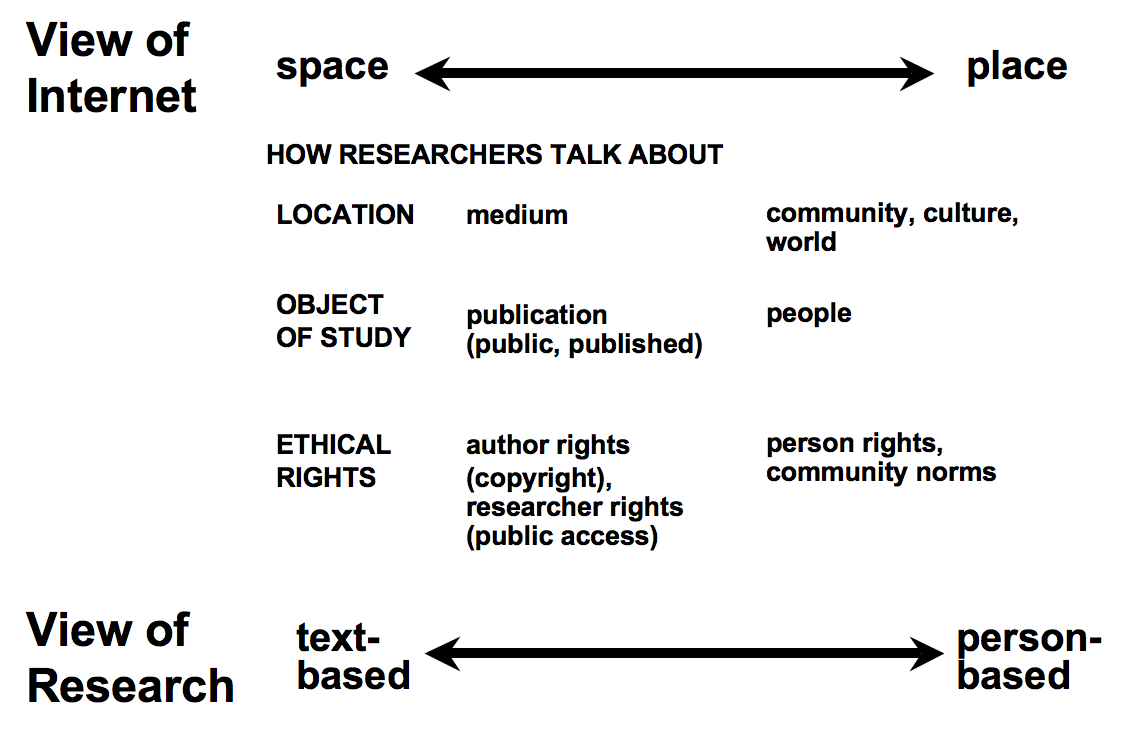 View of
Internet
space
place
HOW RESEARCHERS TALK ABOUT
LOCATION
medium
community, culture,
world
OBJECT
OF STUDY
publication
(public, published)
people
ETHICAL
RIGHTS
author rights
(copyright),
researcher rights
(public access)
person rights,
community norms
View of
Research
text-
based
person-
based